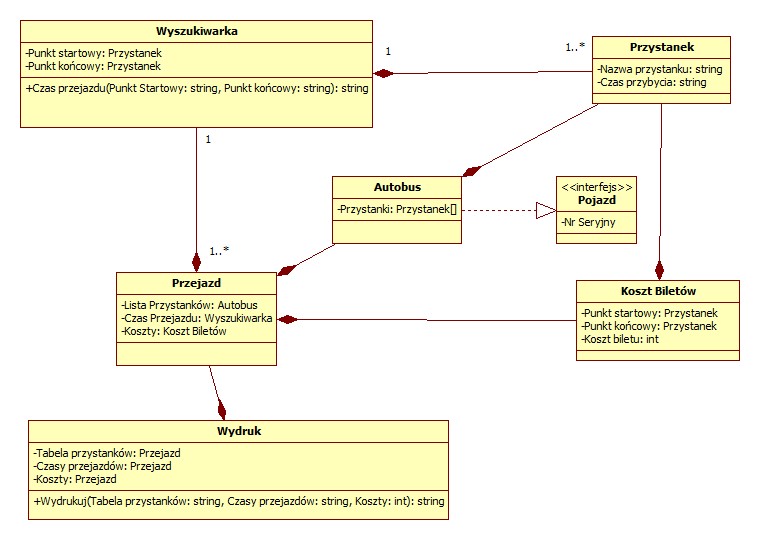 Wyszukiwarka
-Punkt startowy: Przystanek
-Punkt końcowy: Przystanek
+Czas przejazdu(Punkt Startowy: string, Punkt końcowy: string): string
1
1..*
Przystanek
-Nazwa przystanku: string
-Czas przybycia: string
1
1..*
Autobus
-Przystanki: Przystanek[]
<<interfejs>>
Pojazd
-Nr Seryjny
Przejazd
-Lista Przystanków: Autobus
-Czas Przejazdu: Wyszukiwarka
-Koszty: Koszt Biletów
Koszt Biletów
-Punkt startowy: Przystanek
-Punkt końcowy: Przystanek
-Koszt biletu: int
Wydruk
-Tabela przystanków: Przejazd
-Czasy przejazdów: Przejazd
-Koszty: Przejazd
+Wydrukuj(Tabela przystanków: string, Czasy przejazdów: string, Koszty: int): string